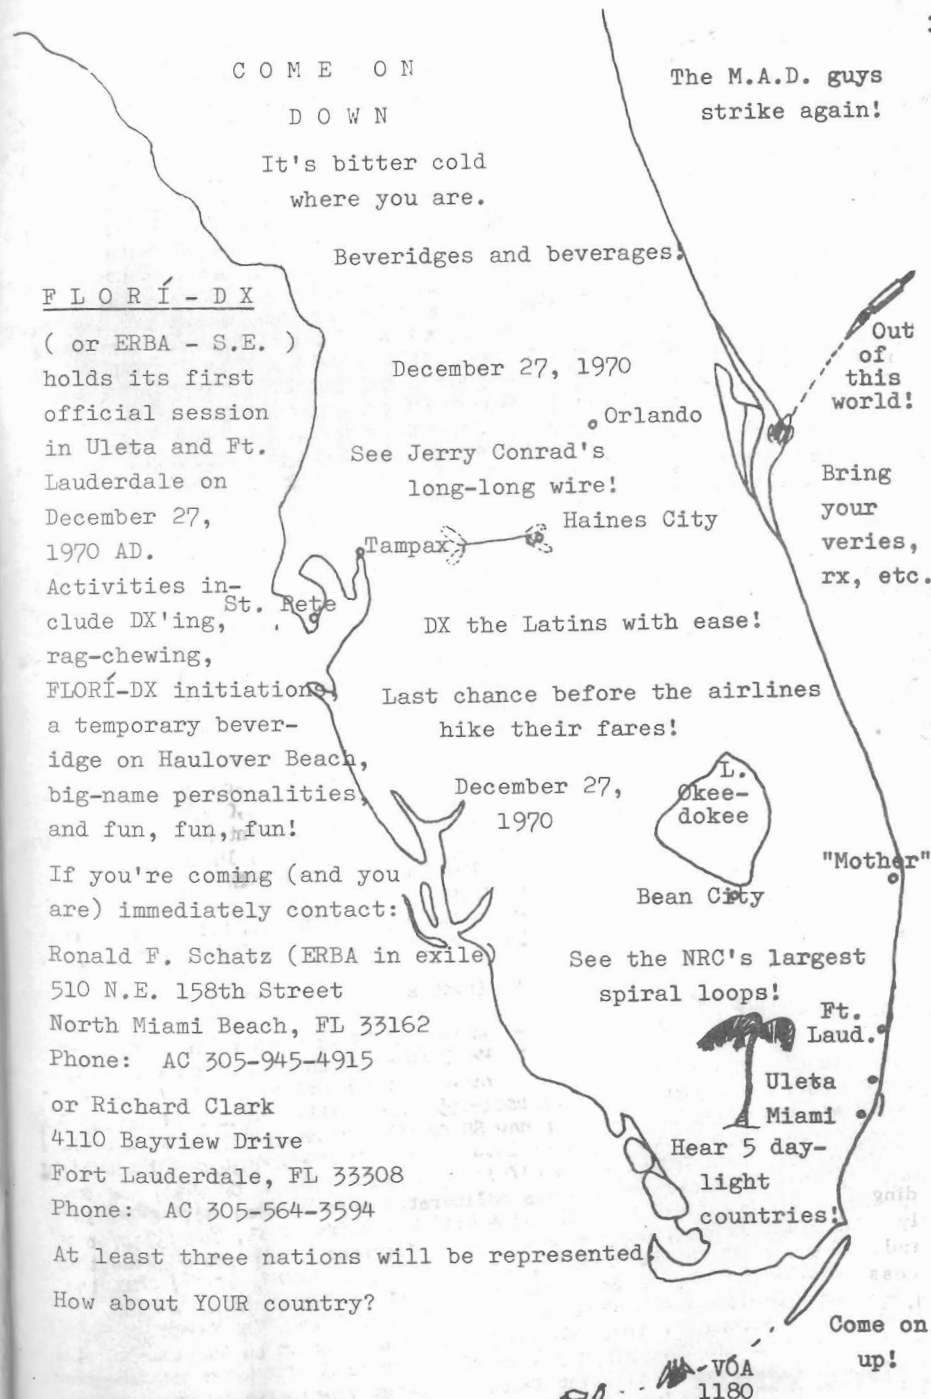 C O M E  O N
D O W N
It's bitter cold
where you are.
The M.A.D. guys
strike again!
Beveridges and beverages!
F L O R Í - D X
( or ERBA - S.E. )
holds its first
official session
in Uleta and Ft.
Lauderdale on
December 27,
1970 AD.
Activities in-
clude DX'ing,
rag-chewing,
FLORÍ-DX initiations,
a temporary bever-
idge on Haulover Beach,
big-name personalities,
and fun, fun, fun!
If you're coming (and you
are) immediately contact:
Ronald F. Schatz (ERBA in exile)
510 N.E. 158th Street
North Miami Beach, FL 33162
Phone: AC 305-945-4915
or Richard Clark
4110 Bayview Drive
Fort Lauderdale, FL 33308
Phone: AC 305-564-3594
At least three nations will be represented.
How about YOUR country?
December 27, 1970
Orlando
See Jerry Conrad's
long-long wire!
Haines City
Tampax
St. Pete
DX the Latins with ease!
Last chance before the airlines
hike their fares!
December 27,
1970
L.
Okee-
dokee
Bean City
See the NRC's largest
spiral loops!
Out
of
this
world!
Bring
your
veries,
rx, etc.
"Mother"
Ft.
Laud.
Uleta
Miami
Hear 5 day-
light
countries!
Come on
up!
VOA
1180